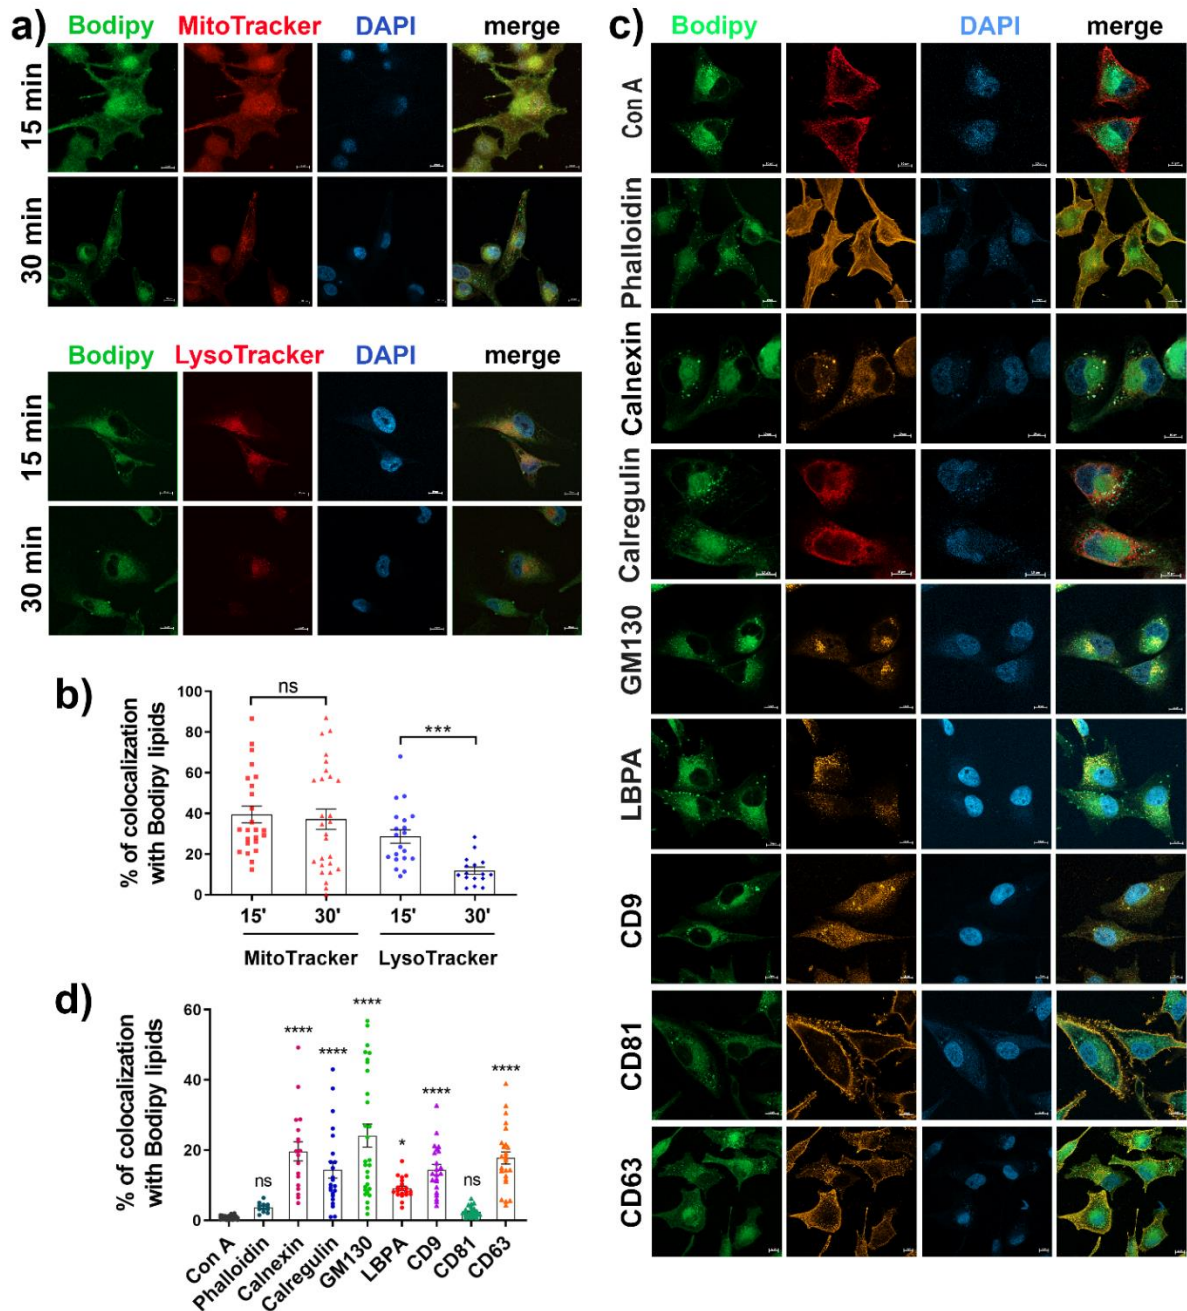 a)
Bodipy MitoTracker DAPI merge
15 min
30 min
Bodipy LysoTracker DAPI merge
15 min
30 min
b)
% of colocalization
with Bodipy lipids
100
80
60
40
20
0
ns
***
15' 30' 15' 30'
MitoTracker LysoTracker
d)
% of colocalization
with Bodipy lipids
60
40
20
0
ns
****
****
****
*
****
ns
****
Con A
Phalloidin
Calnexin
Calregulin
GM130
LBPA
CD9
CD81
CD63
c)
Bodipy DAPI merge
Con A
Phalloidin
Calnexin
Calregulin
GM130
LBPA
CD9
CD81
CD63